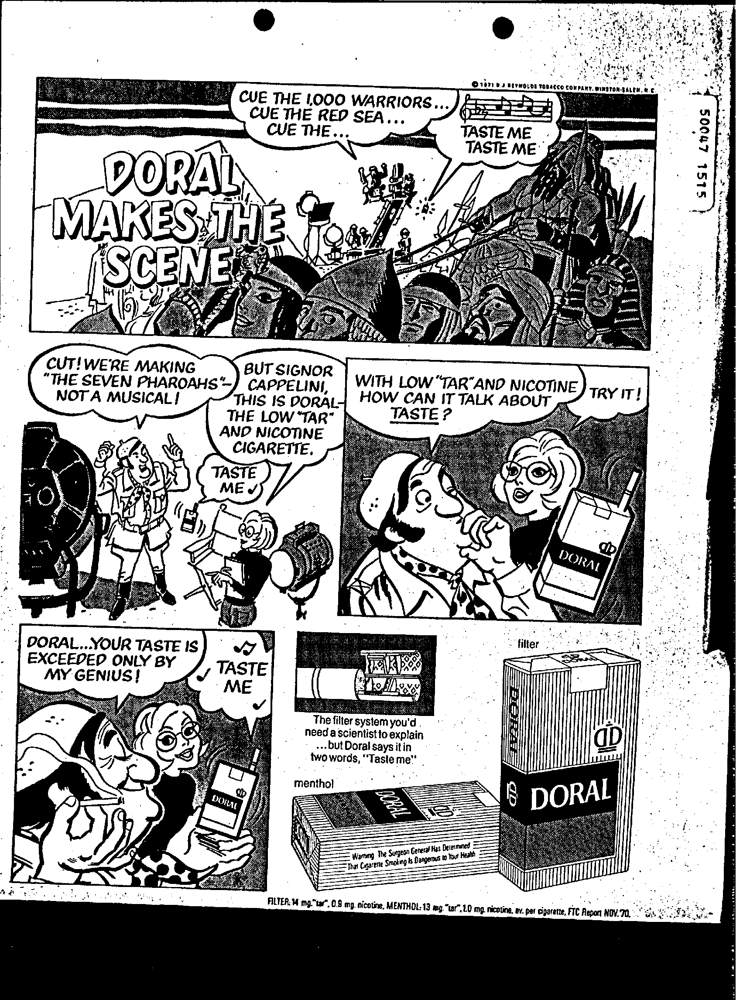 © 1971 R.J. REYNOLDS TOBACCO COMPANY, WINSTON-SALEM, N.C.
50047 1515
CUE THE 1,000 WARRIORS...
CUE THE RED SEA...
CUE THE...
TASTE ME
TASTE ME
DORAL
MAKES THE
SCENE
CUT! WE'RE MAKING
"THE SEVEN PHAROAHS"-
NOT A MUSICAL!
BUT SIGNOR
CAPPELINI,
THIS IS DORAL-
THE LOW "TAR"
AND NICOTINE
CIGARETTE.
TASTE
ME
WITH LOW "TAR" AND NICOTINE
HOW CAN IT TALK ABOUT
TASTE?
TRY IT!
DORAL
DORAL...YOUR TASTE IS
EXCEEDED ONLY BY
MY GENIUS!
TASTE
ME
DORAL
The filter system you'd
need a scientist to explain
...but Doral says it in
two words, "Taste me"
menthol
DORAL
Warning: The Surgeon General Has Determined
That Cigarette Smoking Is Dangerous to Your Health
filter
DORAL
DORAL
FILTER: 14 mg. "tar", 0.9 mg. nicotine, MENTHOL: 13 mg. "tar", 1.0 mg. nicotine, av. per cigarette, FTC Report NOV. '70.